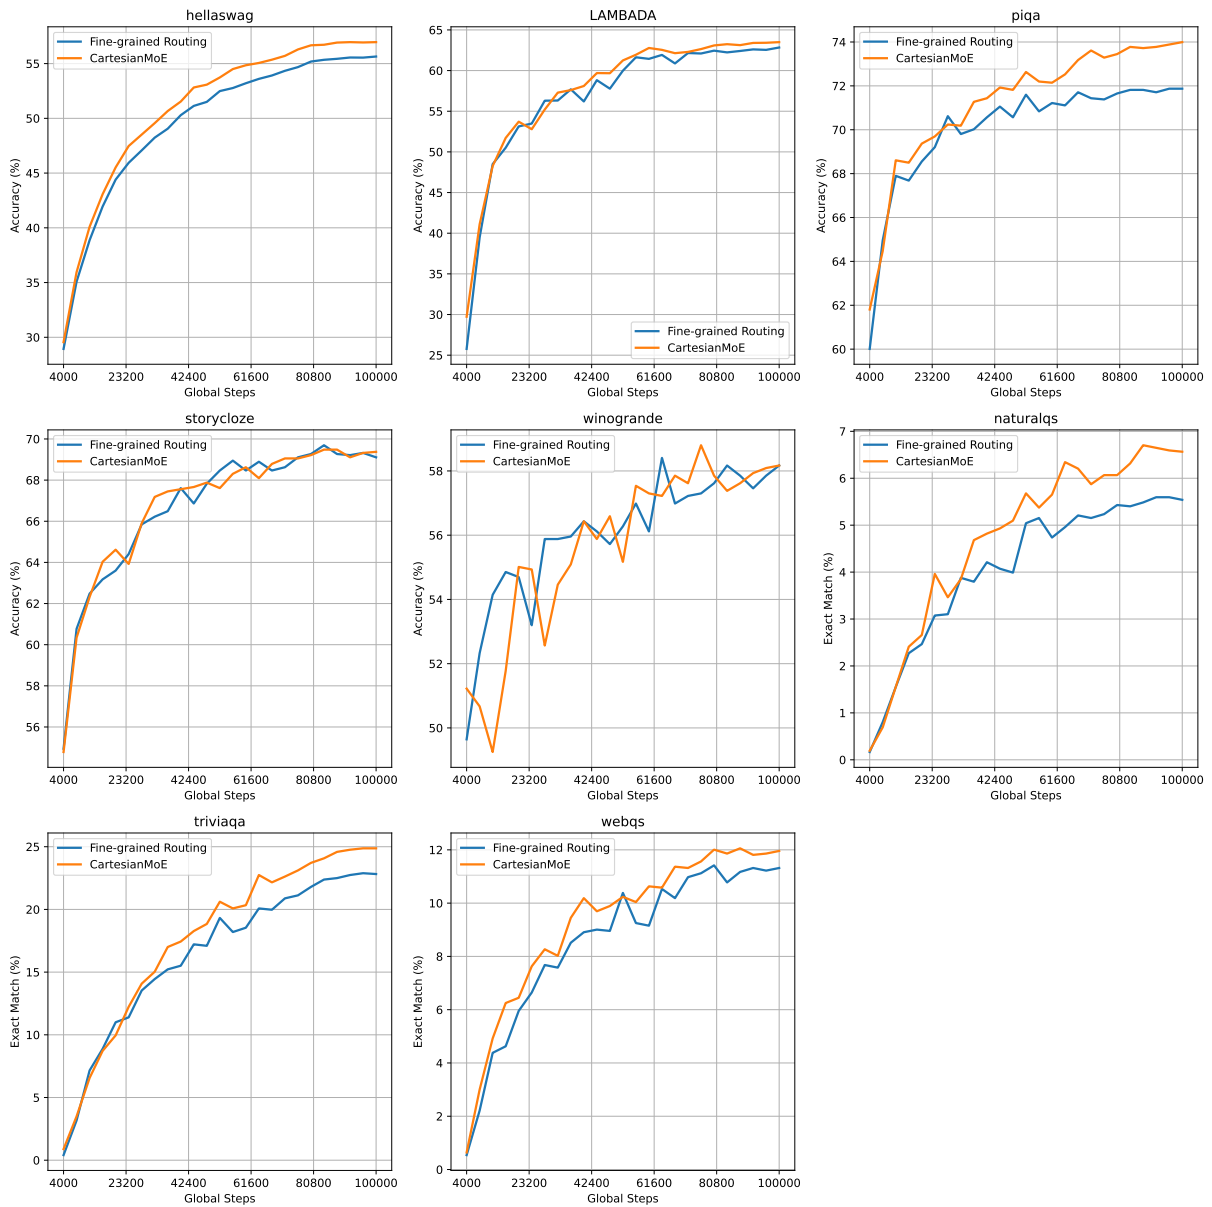 hellaswag
Fine-grained Routing
CartesianMoE
55
50
45
40
35
30
Accuracy (%)
4000 23200 42400 61600 80800 100000
Global Steps
LAMBADA
65
60
55
50
45
40
35
30
25
Accuracy (%)
Fine-grained Routing
CartesianMoE
4000 23200 42400 61600 80800 100000
Global Steps
piqa
Fine-grained Routing
CartesianMoE
74
72
70
68
66
64
62
60
Accuracy (%)
4000 23200 42400 61600 80800 100000
Global Steps
storycloze
Fine-grained Routing
CartesianMoE
70
68
66
64
62
60
58
56
Accuracy (%)
4000 23200 42400 61600 80800 100000
Global Steps
winogrande
Fine-grained Routing
CartesianMoE
58
56
54
52
50
Accuracy (%)
4000 23200 42400 61600 80800 100000
Global Steps
naturalqs
Fine-grained Routing
CartesianMoE
7
6
5
4
3
2
1
0
Exact Match (%)
4000 23200 42400 61600 80800 100000
Global Steps
triviaqa
Fine-grained Routing
CartesianMoE
25
20
15
10
5
0
Exact Match (%)
4000 23200 42400 61600 80800 100000
Global Steps
webqs
Fine-grained Routing
CartesianMoE
12
10
8
6
4
2
0
Exact Match (%)
4000 23200 42400 61600 80800 100000
Global Steps